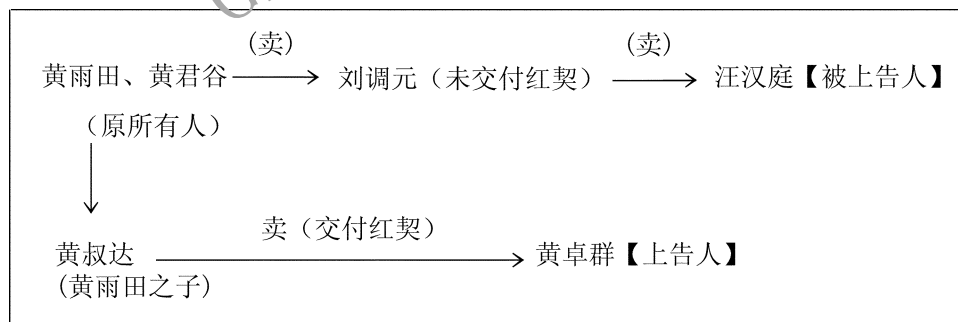 (卖) (卖)
黄雨田、黄君谷 刘调元（未交付红契） 汪汉庭【被上告人】
（原所有人）
卖（交付红契）
黄叔达 黄卓群【上告人】
(黄雨田之子)